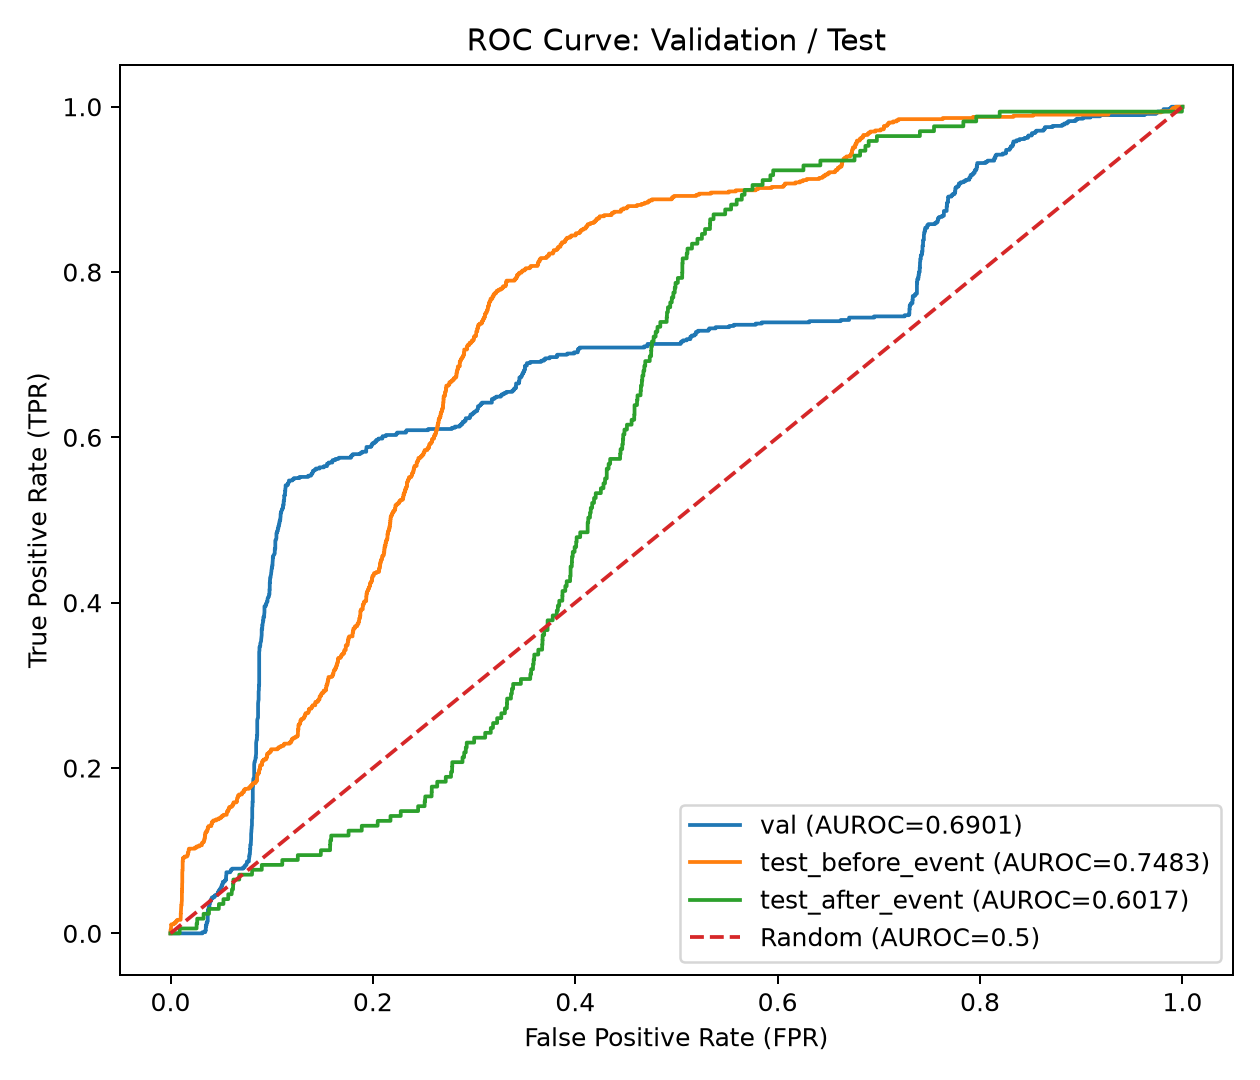 ROC Curve: Validation / Test
True Positive Rate (TPR)
1.0
0.8
0.6
0.4
0.2
0.0
val (AUROC=0.6901)
test_before_event (AUROC=0.7483)
test_after_event (AUROC=0.6017)
Random (AUROC=0.5)
0.0 0.2 0.4 0.6 0.8 1.0
False Positive Rate (FPR)